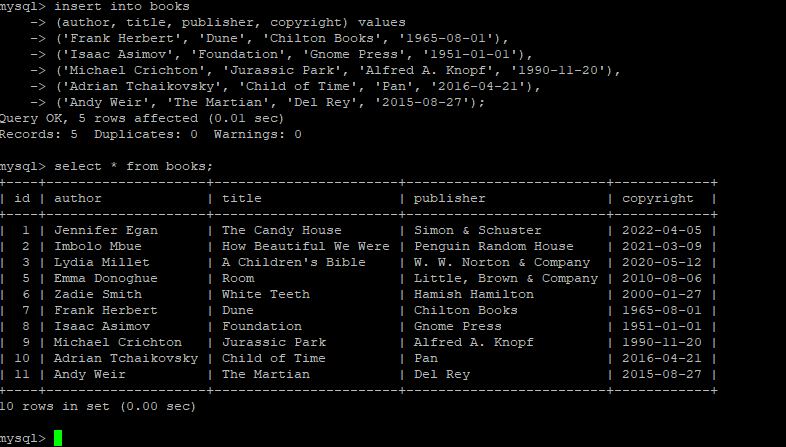 mysql> insert into books
    -> (author, title, publisher, copyright) values
    -> ('Frank Herbert', 'Dune', 'Chilton Books', '1965-08-01'),
    -> ('Isaac Asimov', 'Foundation', 'Gnome Press', '1951-01-01'),
    -> ('Michael Crichton', 'Jurassic Park', 'Alfred A. Knopf', '1990-11-20'),
    -> ('Adrian Tchaikovsky', 'Child of Time', 'Pan', '2016-04-21'),
    -> ('Andy Weir', 'The Martian', 'Del Rey', '2015-08-27');
Query OK, 5 rows affected (0.01 sec)
Records: 5  Duplicates: 0  Warnings: 0

mysql> select * from books;
+----+--------------------+-----------------------+-------------------------+------------+
| id | author             | title                 | publisher               | copyright  |
+----+--------------------+-----------------------+-------------------------+------------+
|  1 | Jennifer Egan      | The Candy House       | Simon & Schuster        | 2022-04-05 |
|  2 | Imbolo Mbue        | How Beautiful We Were | Penguin Random House    | 2021-03-09 |
|  3 | Lydia Millet       | A Children's Bible    | W. W. Norton & Company  | 2020-05-12 |
|  5 | Emma Donoghue      | Room                  | Little, Brown & Company | 2010-08-06 |
|  6 | Zadie Smith        | White Teeth           | Hamish Hamilton         | 2000-01-27 |
|  7 | Frank Herbert      | Dune                  | Chilton Books           | 1965-08-01 |
|  8 | Isaac Asimov       | Foundation            | Gnome Press             | 1951-01-01 |
|  9 | Michael Crichton   | Jurassic Park         | Alfred A. Knopf         | 1990-11-20 |
| 10 | Adrian Tchaikovsky | Child of Time         | Pan                     | 2016-04-21 |
| 11 | Andy Weir          | The Martian           | Del Rey                 | 2015-08-27 |
+----+--------------------+-----------------------+-------------------------+------------+
10 rows in set (0.00 sec)

mysql>